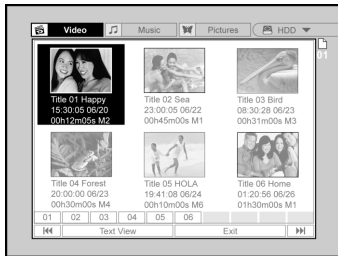 Video Music Pictures HDD
01
Title 01 Happy
15:30:05 06/20
00h12m05s M2
Title 02 Sea
23:00:05 06/22
00h45m00s M1
Title 03 Bird
08:30:28 06/23
00h31m00s M3
Title 04 Forest
20:00:00 06/23
00h30m00s M4
Title 05 HOLA
19:41:08 06/24
00h10m00s M6
Title 06 Home
01:20:56 06/26
01h30m00s M1
01 02 03 04 05 06
Text View Exit